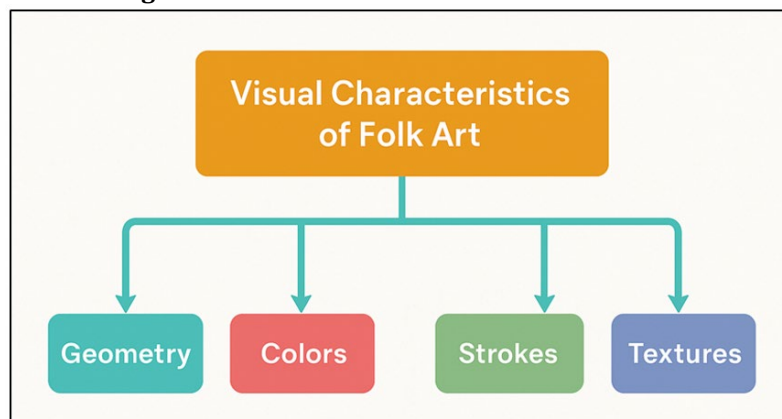 Visual Characteristics
of Folk Art
Geometry
Colors
Strokes
Textures